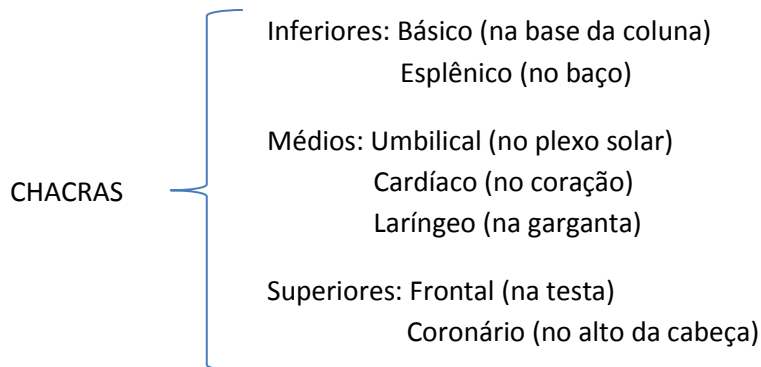 CHACRAS
Inferiores: Básico (na base da coluna)
Esplênico (no baço)
Médios: Umbilical (no plexo solar)
Cardíaco (no coração)
Laríngeo (na garganta)
Superiores: Frontal (na testa)
Coronário (no alto da cabeça)